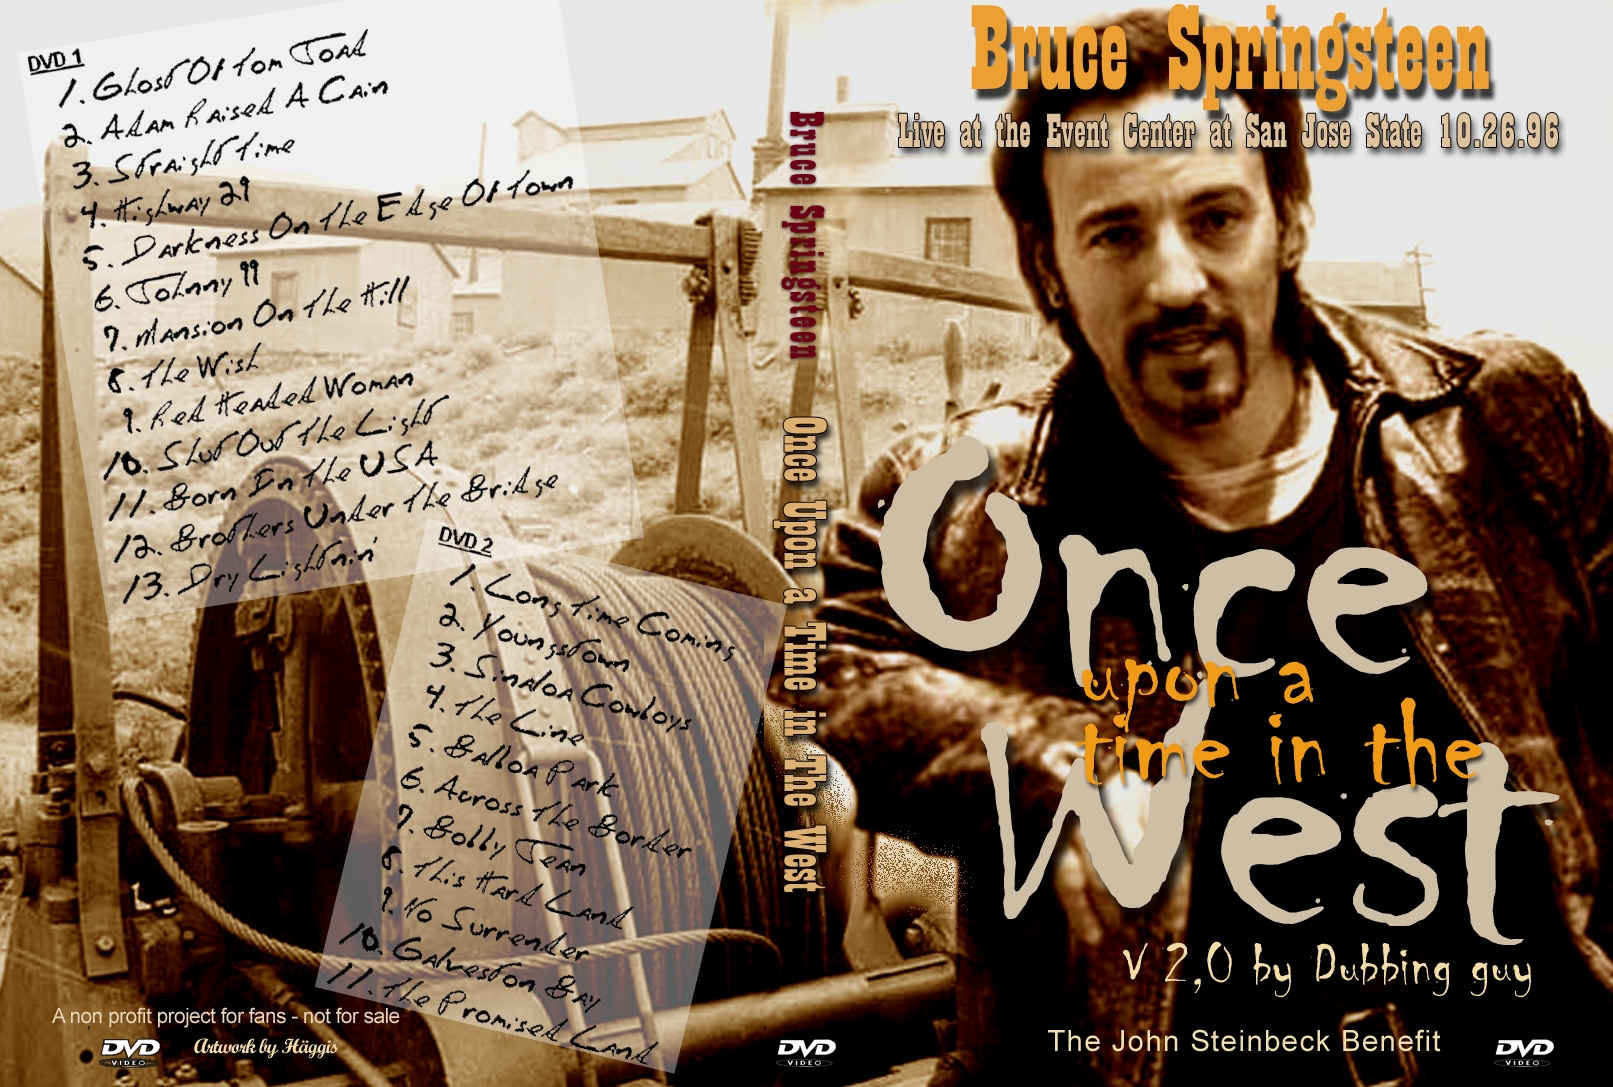 DVD 1
1. Ghost Of Tom Joad
2. Adam Raised A Cain
3. Straight Time
4. Highway 29
5. Darkness On The Edge Of Town
6. Johnny 99
7. Mansion On The Hill
8. The Wish
9. Red Headed Woman
10. Shut Out The Light
11. Born In The USA
12. Brothers Under The Bridge
13. Dry Lightnin'
DVD 2
1. Long Time Coming
2. Youngstown
3. Sinaloa Cowboys
4. The Line
5. Balboa Park
6. Across The Border
7. Bobby Jean
8. This Hard Land
9. No Surrender
10. Galveston Bay
11. The Promised Land
A non profit project for fans - not for sale
DVD VIDEO
Artwork by Häggis
Bruce Springsteen Once Upon a Time in The West
DVD VIDEO
Bruce Springsteen
Live at the Event Center at San Jose State 10.26.96
Once
upon a
time in the
West
V 2,0 by Dubbing guy
The John Steinbeck Benefit
DVD VIDEO